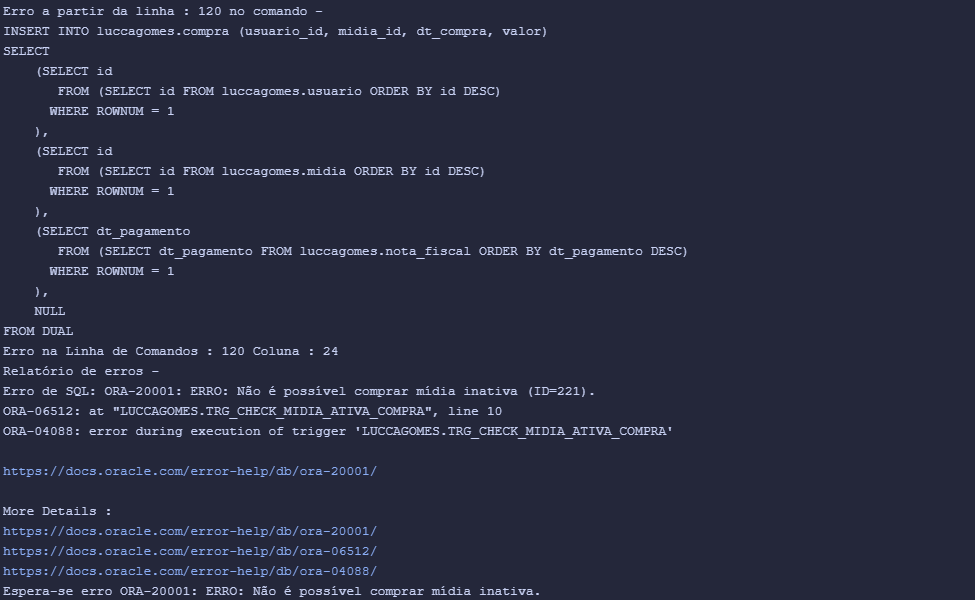 Erro a partir da linha : 120 no comando -
INSERT INTO luccagomes.compra (usuario_id, midia_id, dt_compra, valor)
SELECT
    (SELECT id
       FROM (SELECT id FROM luccagomes.usuario ORDER BY id DESC)
      WHERE ROWNUM = 1
    ),
    (SELECT id
       FROM (SELECT id FROM luccagomes.midia ORDER BY id DESC)
      WHERE ROWNUM = 1
    ),
    (SELECT dt_pagamento
       FROM (SELECT dt_pagamento FROM luccagomes.nota_fiscal ORDER BY dt_pagamento DESC)
      WHERE ROWNUM = 1
    ),
    NULL
FROM DUAL
Erro na Linha de Comandos : 120 Coluna : 24
Relatório de erros -
Erro de SQL: ORA-20001: ERRO: Não é possível comprar mídia inativa (ID=221).
ORA-06512: at "LUCCAGOMES.TRG_CHECK_MIDIA_ATIVA_COMPRA", line 10
ORA-04088: error during execution of trigger 'LUCCAGOMES.TRG_CHECK_MIDIA_ATIVA_COMPRA'

https://docs.oracle.com/error-help/db/ora-20001/

More Details :
https://docs.oracle.com/error-help/db/ora-20001/
https://docs.oracle.com/error-help/db/ora-06512/
https://docs.oracle.com/error-help/db/ora-04088/
Espera-se erro ORA-20001: ERRO: Não é possível comprar mídia inativa.